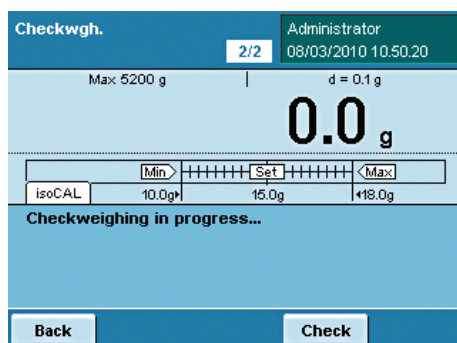 Checkwgh.
Administrator
2/2
08/03/2010 10.50.20
Max 5200 g
d = 0.1 g
0.0 g
Min Set Max
isoCAL 10.0g 15.0g 18.0g
Checkweighing in progress...
Back Check